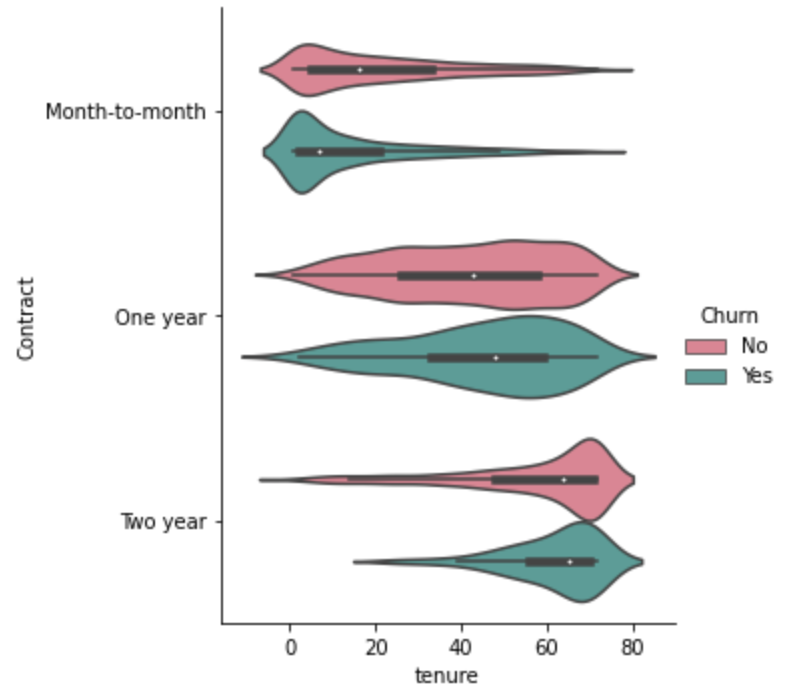 Month-to-month
One year
Two year
Contract
0 20 40 60 80
tenure
Churn
No
Yes